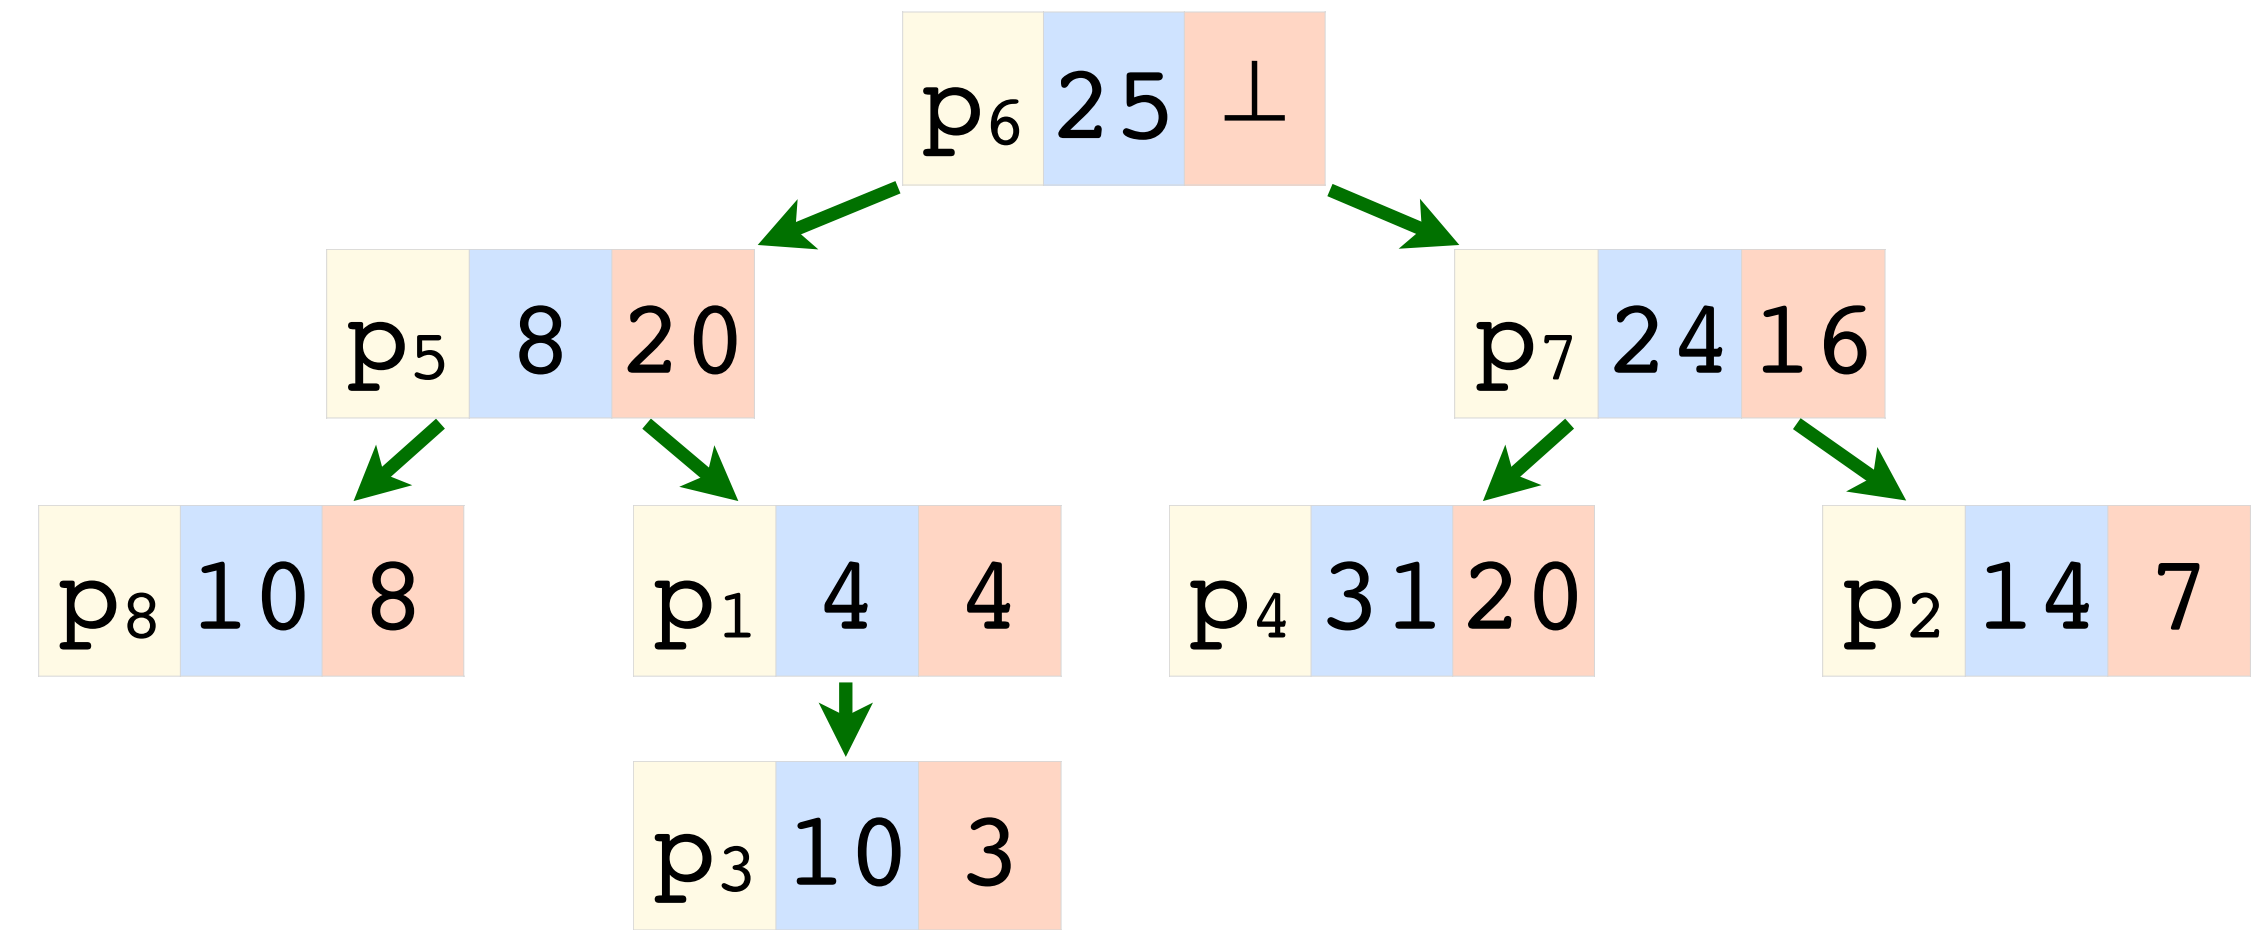 p₆ 25 ⊥
p₅ 8 20 p₇ 24 16
p₈ 10 8 p₁ 4 4 p₄ 31 20 p₂ 14 7
p₃ 10 3